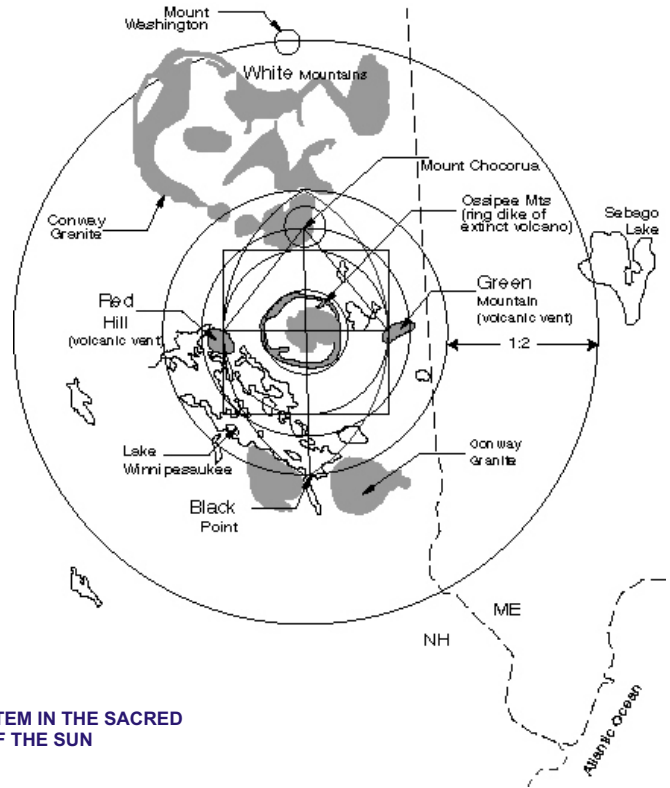 Mount
Washington
White Mountains
Mount Chocorua
Ossipee Mts
(ring dike of
extinct volcano)
Sebago
Lake
Conway
Granite
Green
Mountain
(volcanic vent)
Red
Hill
(volcanic vent)
1:2
Lake
Winnipesaukee
Conway
Granite
Black
Point
ME
NH
TEM IN THE SACRED
F THE SUN
Atlantic Ocean